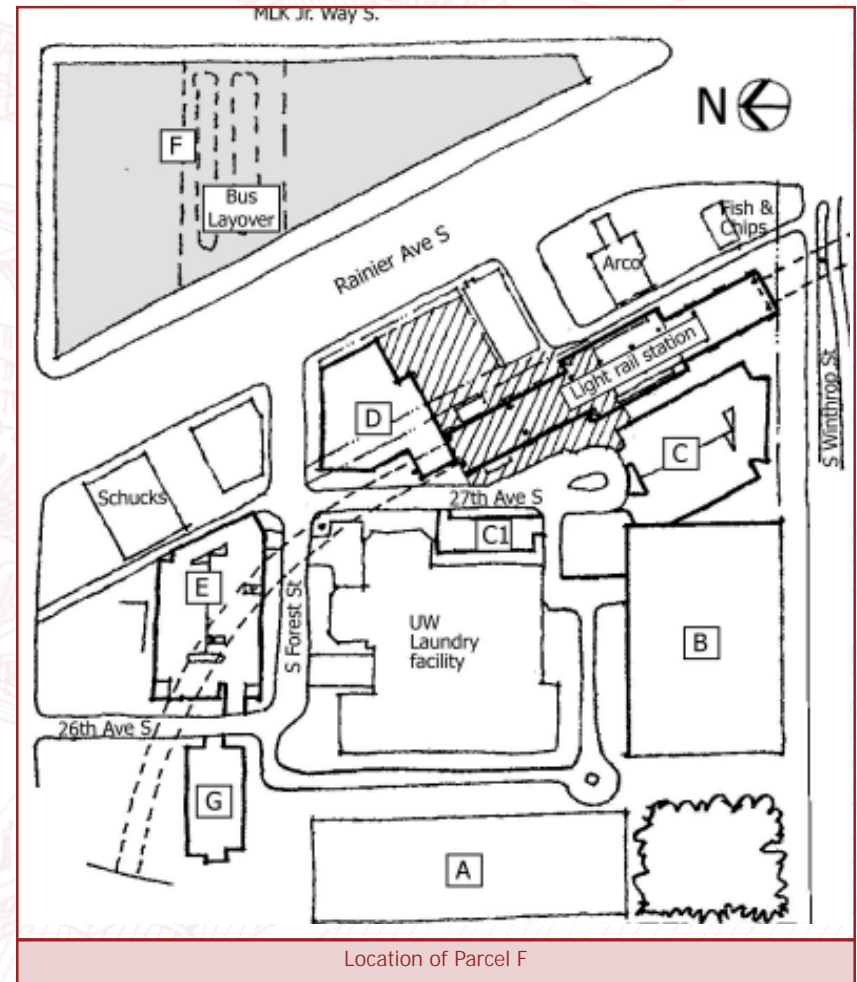 MLK Jr. Way S.
N
F
Bus
Layover
Rainier Ave S
Fish &
Chips
Arco
Light rail station
S Winthrop St
D
C
Schucks
27th Ave S
C1
E
S Forest St
UW
Laundry
facility
B
26th Ave S
G
A
Location of Parcel F